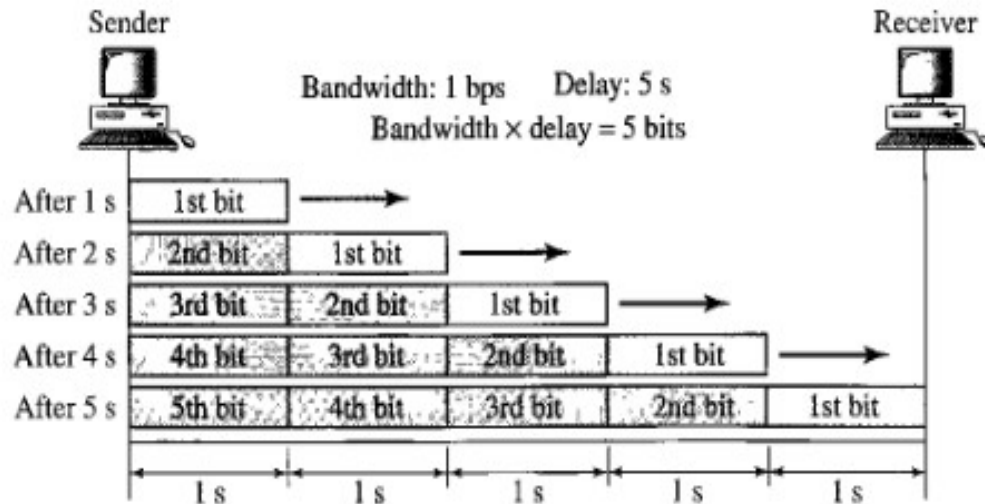 Sender Receiver
Bandwidth: 1 bps Delay: 5 s
Bandwidth × delay = 5 bits
After 1 s 1st bit
After 2 s 2nd bit 1st bit
After 3 s 3rd bit 2nd bit 1st bit
After 4 s 4th bit 3rd bit 2nd bit 1st bit
After 5 s 5th bit 4th bit 3rd bit 2nd bit 1st bit
1 s 1 s 1 s 1 s 1 s